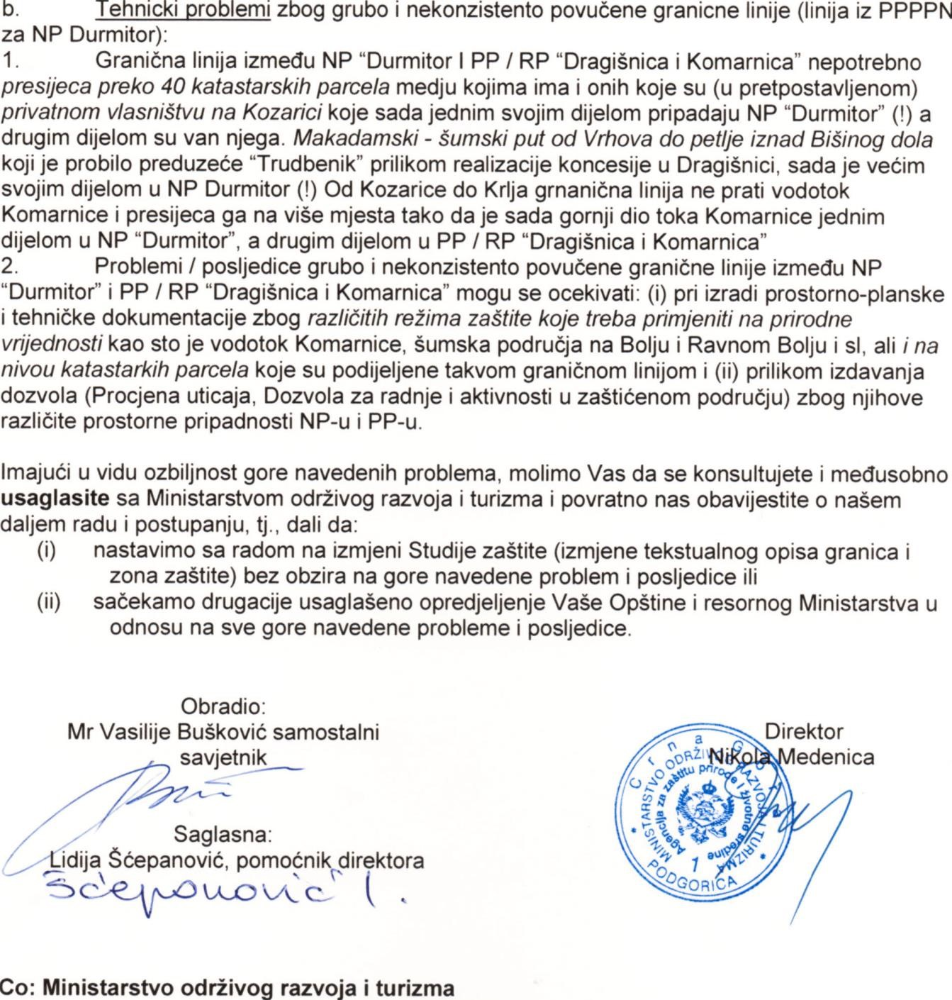 b. Tehnicki problemi zbog grubo i nekonzistento povučene granicne linije (linija iz PPPPN
za NP Durmitor):
1. Granična linija između NP “Durmitor I PP / RP “Dragišnica i Komarnica” nepotrebno
presijeca preko 40 katastarskih parcela medju kojima ima i onih koje su (u pretpostavljenom)
privatnom vlasništvu na Kozarici koje sada jednim svojim dijelom pripadaju NP “Durmitor” (!) a
drugim dijelom su van njega. Makadamski - šumski put od Vrhova do petlje iznad Bišinog dola
koji je probilo preduzeće “Trudbenik” prilikom realizacije koncesije u Dragišnici, sada je većim
svojim dijelom u NP Durmitor (!) Od Kozarice do Krlja grnanična linija ne prati vodotok
Komarnice i presijeca ga na više mjesta tako da je sada gornji dio toka Komarnice jednim
dijelom u NP “Durmitor”, a drugim dijelom u PP / RP “Dragišnica i Komarnica”
2. Problemi / posljedice grubo i nekonzistento povučene granične linije između NP
“Durmitor” i PP / RP “Dragišnica i Komarnica” mogu se ocekivati: (i) pri izradi prostorno-planske
i tehničke dokumentacije zbog različitih režima zaštite koje treba primjeniti na prirodne
vrijednosti kao sto je vodotok Komarnice, šumska područja na Bolju i Ravnom Bolju i sl, ali i na
nivou katastarkih parcela koje su podijeljene takvom graničnom linijom i (ii) prilikom izdavanja
dozvola (Procjena uticaja, Dozvola za radnje i aktivnosti u zaštićenom području) zbog njihove
različite prostorne pripadnosti NP-u i PP-u.
Imajući u vidu ozbiljnost gore navedenih problema, molimo Vas da se konsultujete i međusobno
usaglasite sa Ministarstvom održivog razvoja i turizma i povratno nas obavijestite o našem
daljem radu i postupanju, tj., dali da:
(i) nastavimo sa radom na izmjeni Studije zaštite (izmjene tekstualnog opisa granica i
zona zaštite) bez obzira na gore navedene problem i posljedice ili
(ii) sačekamo drugacije usaglašeno opredjeljenje Vaše Opštine i resornog Ministarstva u
odnosu na sve gore navedene probleme i posljedice.
Obradio:
Mr Vasilije Bušković samostalni
savjetnik
Direktor
Nikola Medenica
Crna Gora
MINISTARSTVO ODRŽIVOG RAZVOJA I TURIZMA
Agencija za zaštitu prirode i životne sredine
1
PODGORICA
Saglasna:
Lidija Šćepanović, pomoćnik direktora
Šćepanović l.
Co: Ministarstvo održivog razvoja i turizma